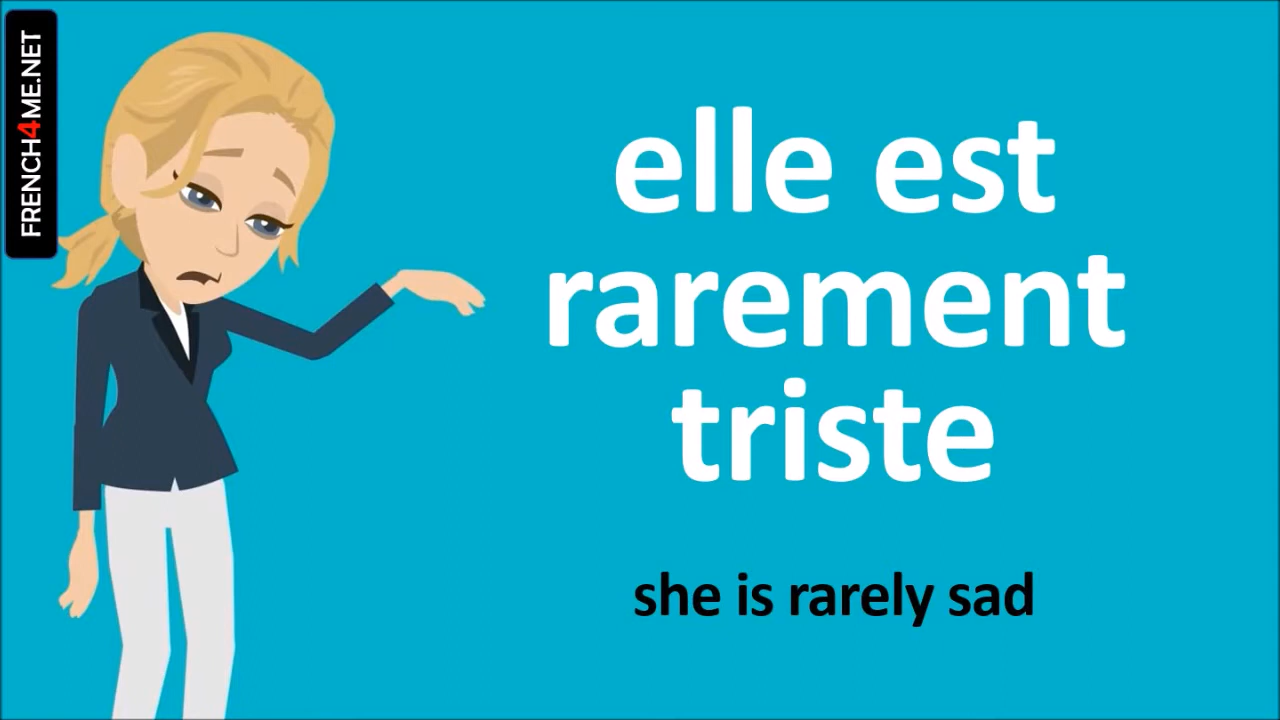 FRENCH4ME.NET
elle est
rarement
triste
she is rarely sad